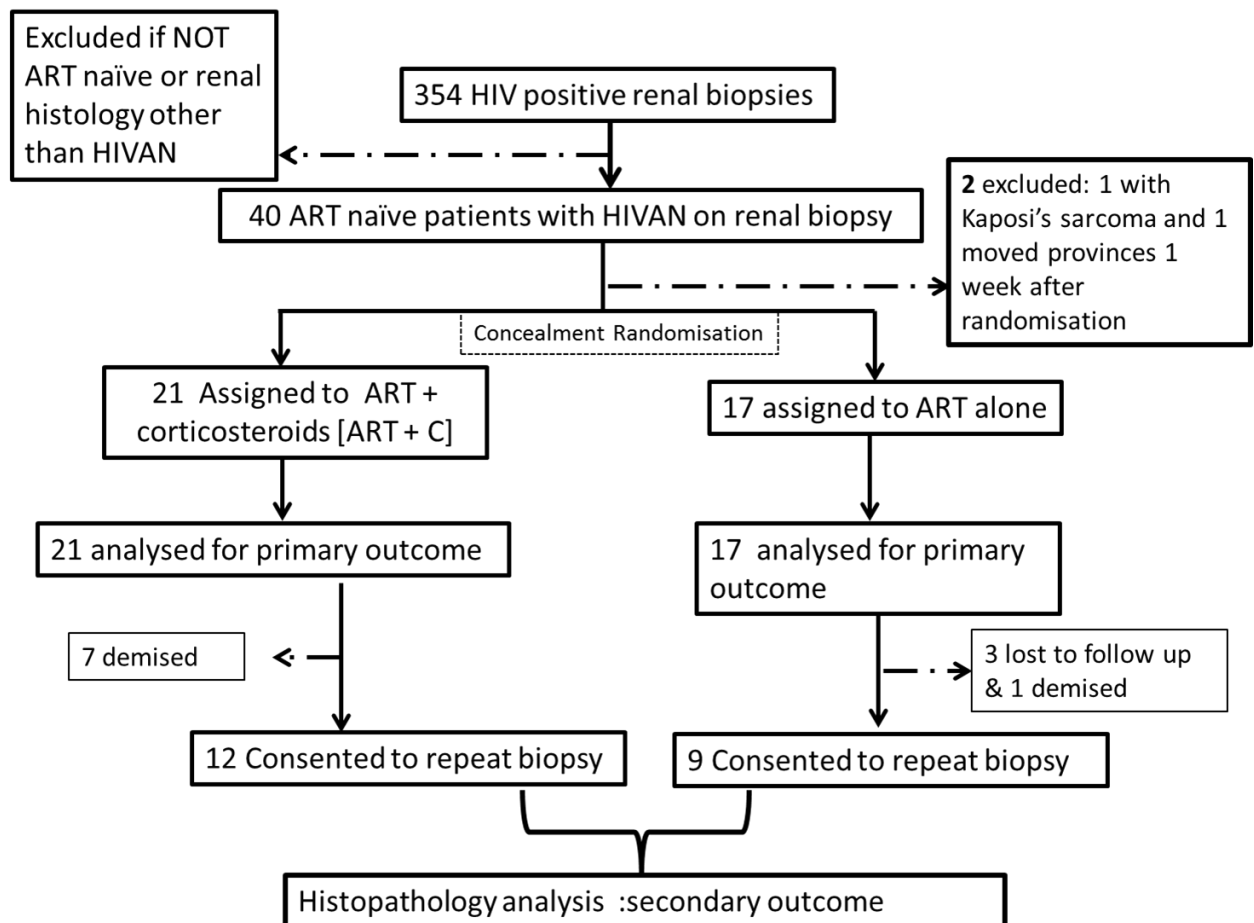 Excluded if NOT
ART naïve or renal
histology other
than HIVAN
354 HIV positive renal biopsies
40 ART naïve patients with HIVAN on renal biopsy
2 excluded: 1 with
Kaposi’s sarcoma and 1
moved provinces 1
week after
randomisation
Concealment Randomisation
21 Assigned to ART +
corticosteroids [ART + C]
17 assigned to ART alone
21 analysed for primary outcome
17 analysed for primary
outcome
7 demised
3 lost to follow up
& 1 demised
12 Consented to repeat biopsy
9 Consented to repeat biopsy
Histopathology analysis :secondary outcome